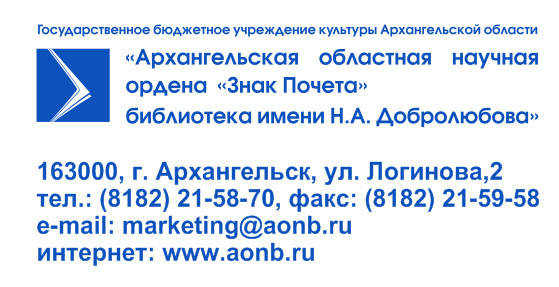 Государственное бюджетное учреждение культуры Архангельской области
«Архангельская областная научная
ордена «Знак Почета»
библиотека имени Н.А. Добролюбова»
163000, г. Архангельск, ул. Логинова,2
тел.: (8182) 21-58-70, факс: (8182) 21-59-58
e-mail: marketing@aonb.ru
интернет: www.aonb.ru